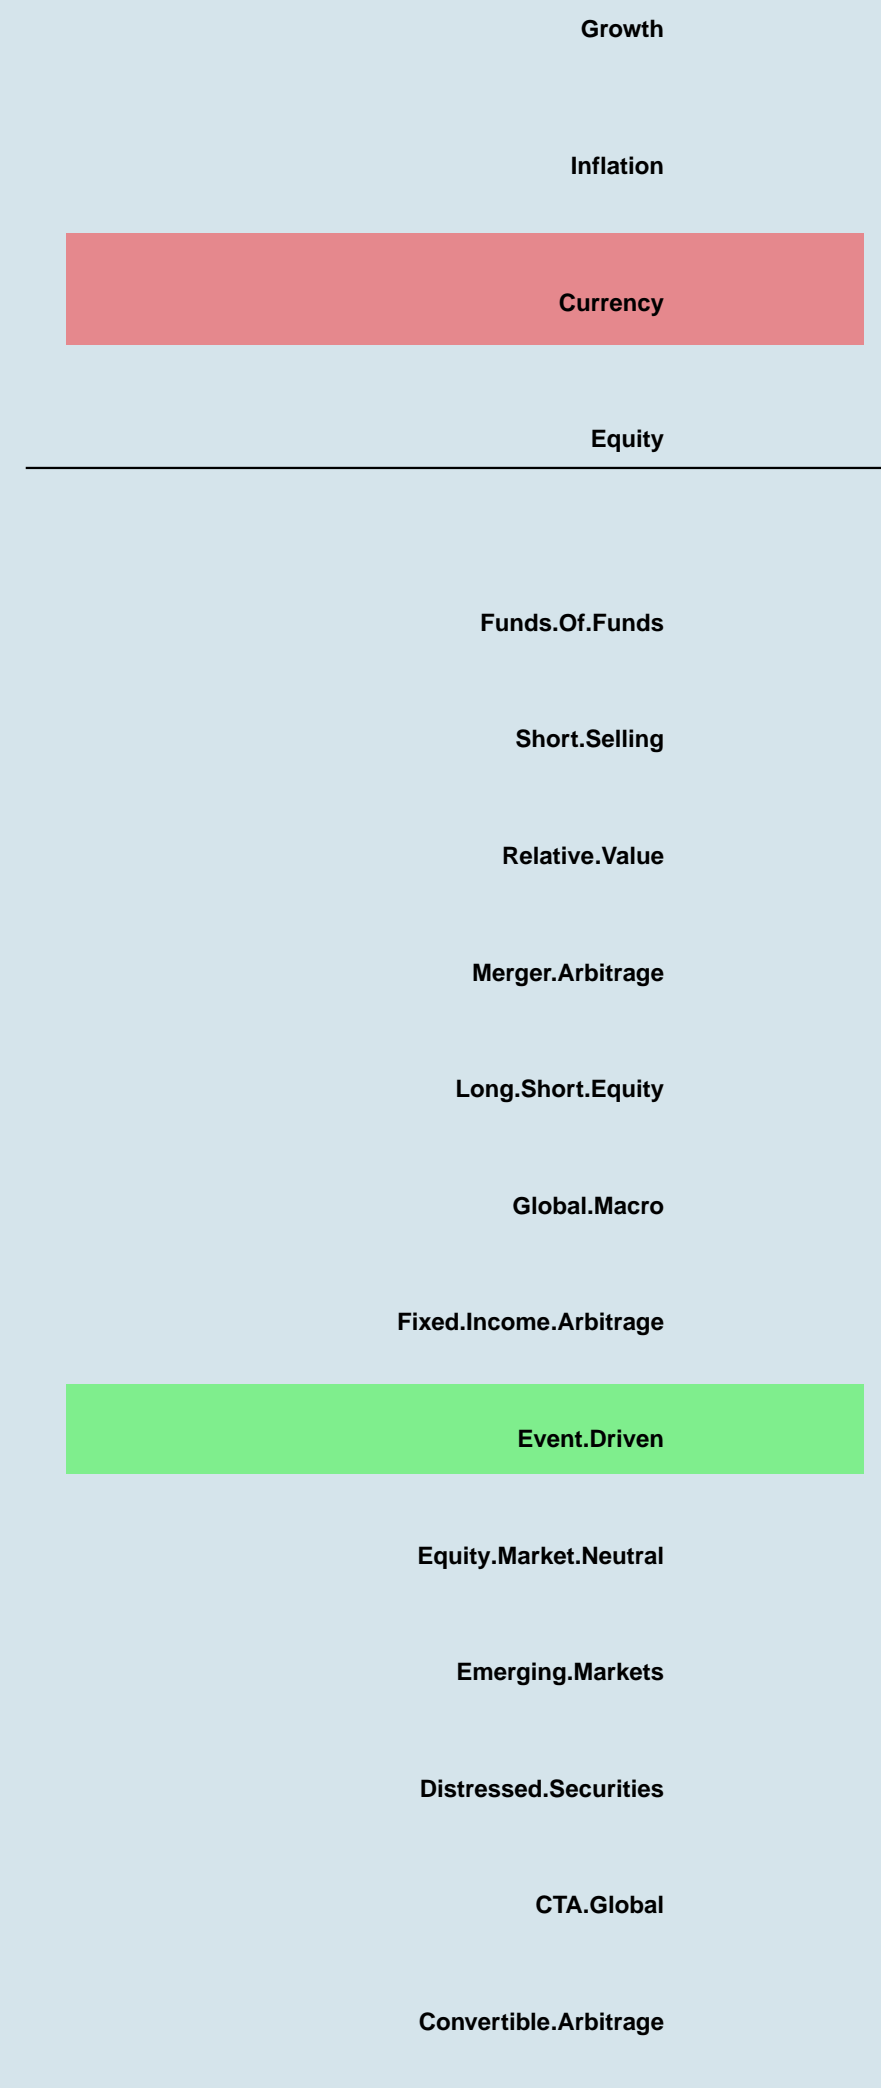 Growth
Inflation
Currency
Equity
Funds.Of.Funds
Short.Selling
Relative.Value
Merger.Arbitrage
Long.Short.Equity
Global.Macro
Fixed.Income.Arbitrage
Event.Driven
Equity.Market.Neutral
Emerging.Markets
Distressed.Securities
CTA.Global
Convertible.Arbitrage